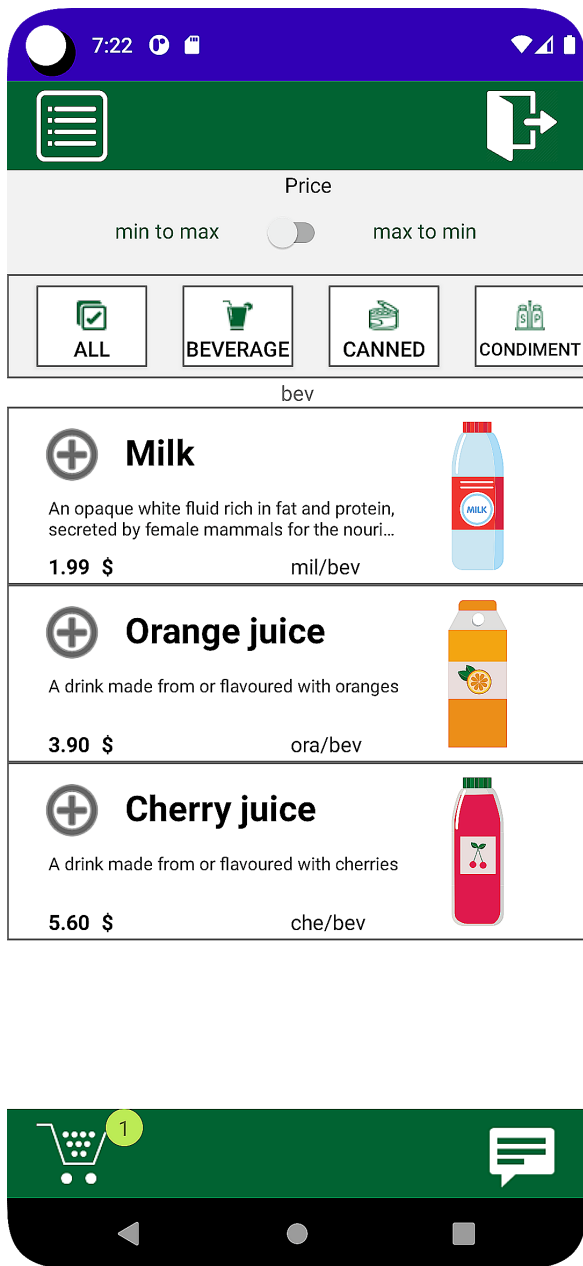 7:22
Price
min to max
max to min
ALL
BEVERAGE
CANNED
S P
CONDIMENT
bev
Milk
An opaque white fluid rich in fat and protein,
secreted by female mammals for the nouri...
1.99 $
mil/bev
MILK
Orange juice
A drink made from or flavoured with oranges
3.90 $
ora/bev
Cherry juice
A drink made from or flavoured with cherries
5.60 $
che/bev
1